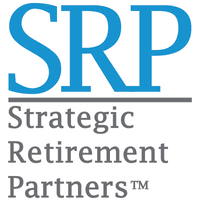 SRP
Strategic
Retirement
Partners™